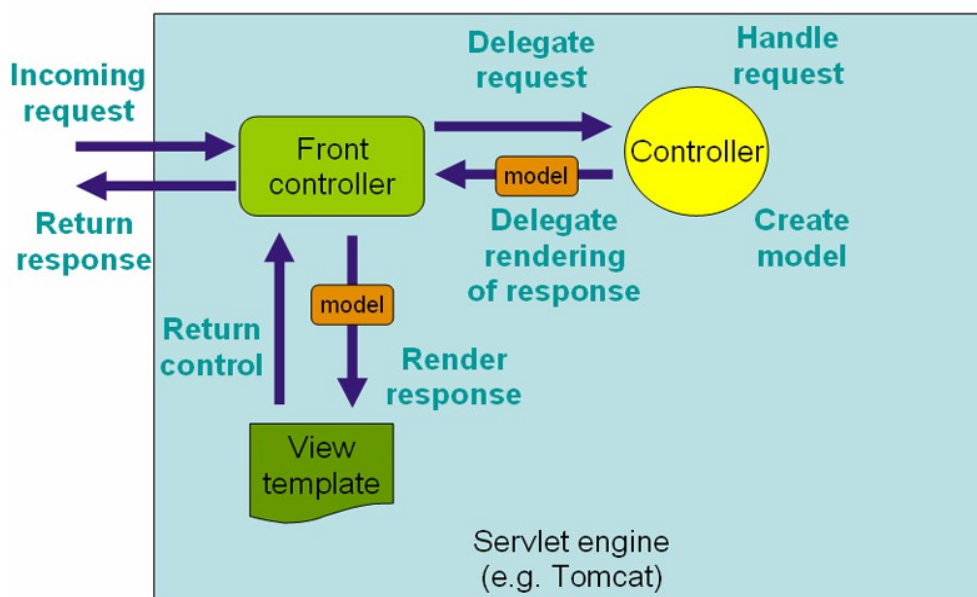 Incoming
request
Return
response
Front
controller
Delegate
request
Handle
request
Controller
model
Delegate
rendering
of response
Create
model
model
Return
control
Render
response
View
template
Servlet engine
(e.g. Tomcat)